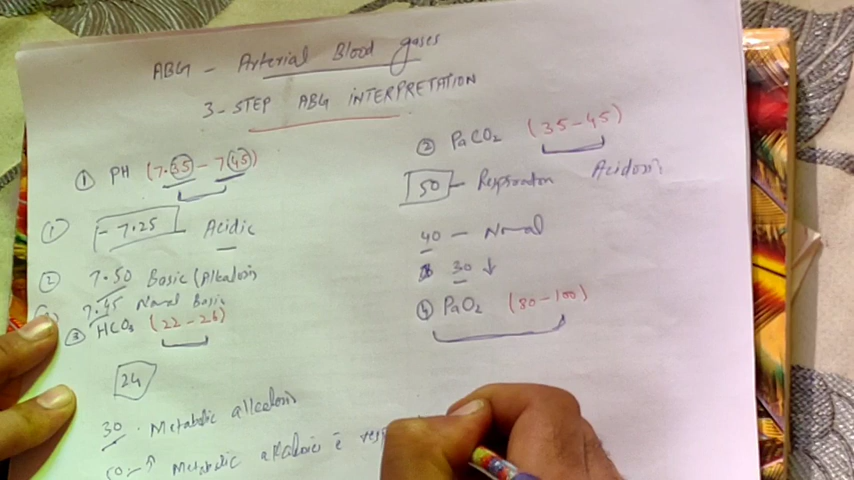 ABG - Arterial Blood gases
3-STEP ABG INTERPRETATION
① PH (7.35 - 7.45)
① - 7.25 - Acidic
② 7.50 Basic (Alkalosis
7.45 Normal Basic
③ HCO₃ (22 - 26)
24
30 - Metabolic alkalosis
50 - ↑ Metabolic alkalosis c̄
② PaCO₂ (35-45)
50 - Respiration Acidosis
40 - Normal
30 ↓
④ PaO₂ (80-100)